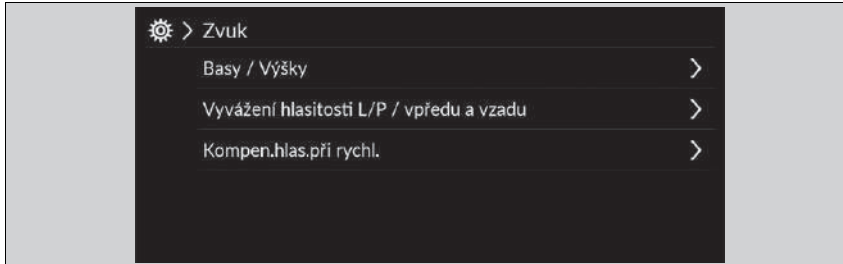 > Zvuk
Basy / Výšky
Vyvážení hlasitosti L/P / vpředu a vzadu
Kompen.hlas.při rychl.